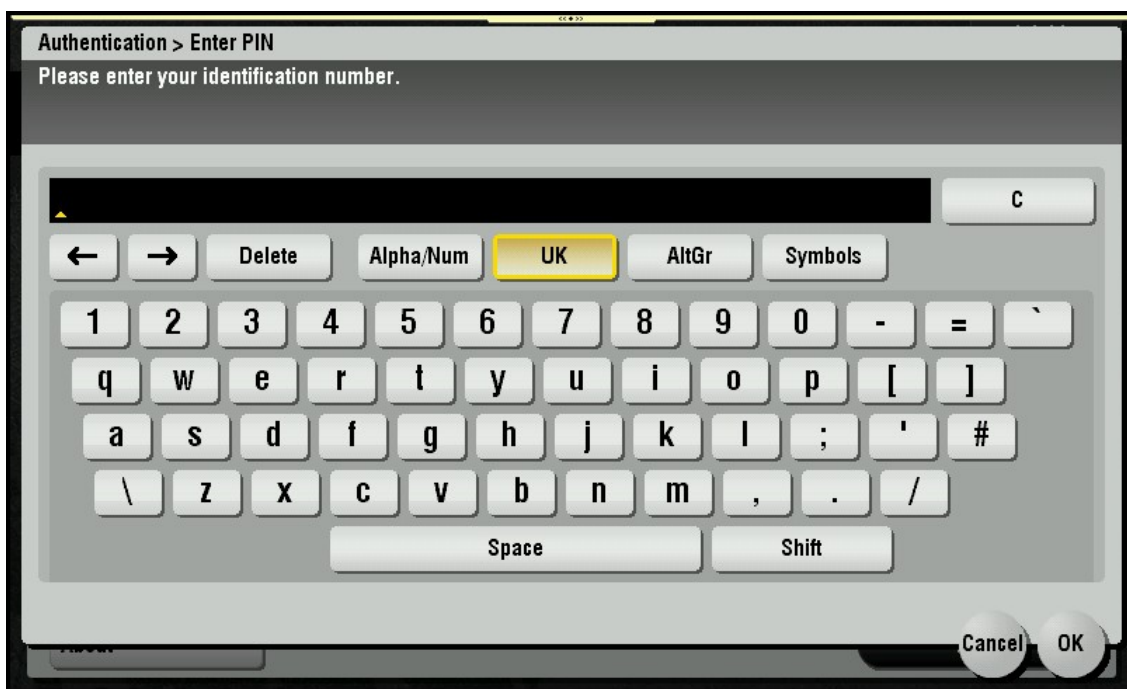 Authentication > Enter PIN
Please enter your identification number.
C
← → Delete Alpha/Num UK AltGr Symbols
1 2 3 4 5 6 7 8 9 0 - = `
q w e r t y u i o p [ ]
a s d f g h j k l ; ' #
\ z x c v b n m , . /
Space Shift
Cancel OK